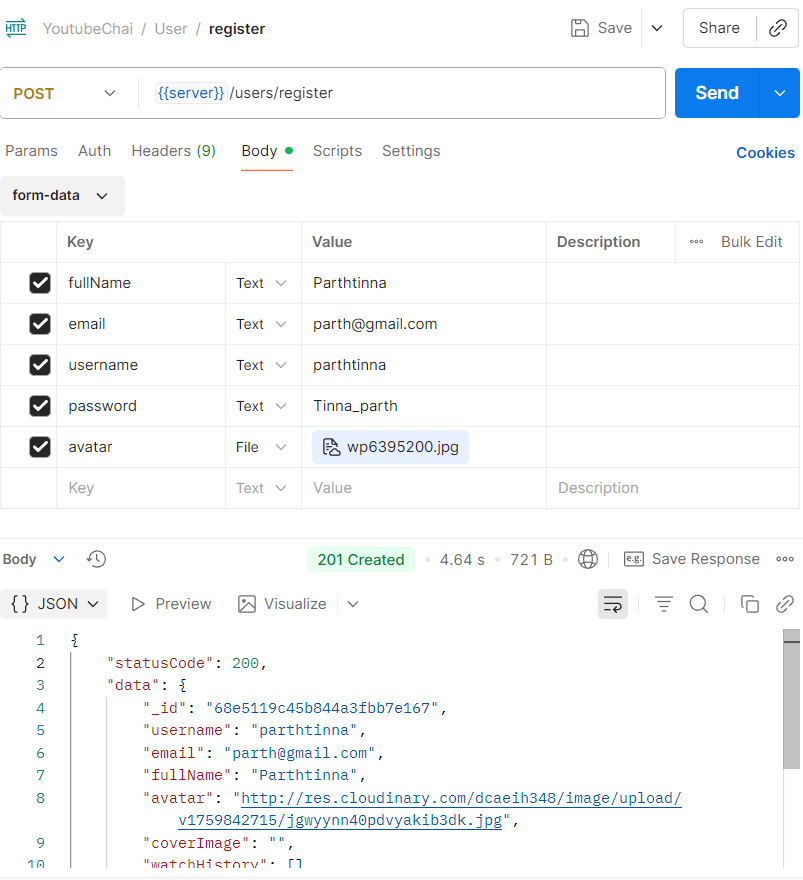 HTTP YoutubeChai / User / register Save Share
POST {{server}}/users/register Send
Params Auth Headers (9) Body Scripts Settings Cookies
form-data
Key Value Description Bulk Edit
fullName Text Parthtinna
email Text parth@gmail.com
username Text parthtinna
password Text Tinna_parth
avatar File wp6395200.jpg
Key Text Value Description
Body 201 Created 4.64 s 721 B e.g. Save Response
{} JSON Preview Visualize
1 {
2 "statusCode": 200,
3 "data": {
4 "_id": "68e5119c45b844a3fbb7e167",
5 "username": "parthtinna",
6 "email": "parth@gmail.com",
7 "fullName": "Parthtinna",
8 "avatar": "http://res.cloudinary.com/dcaeih348/image/upload/
v1759842715/jgwyynn40pdvyakib3dk.jpg",
9 "coverImage": "",
10 "watchHistory": []